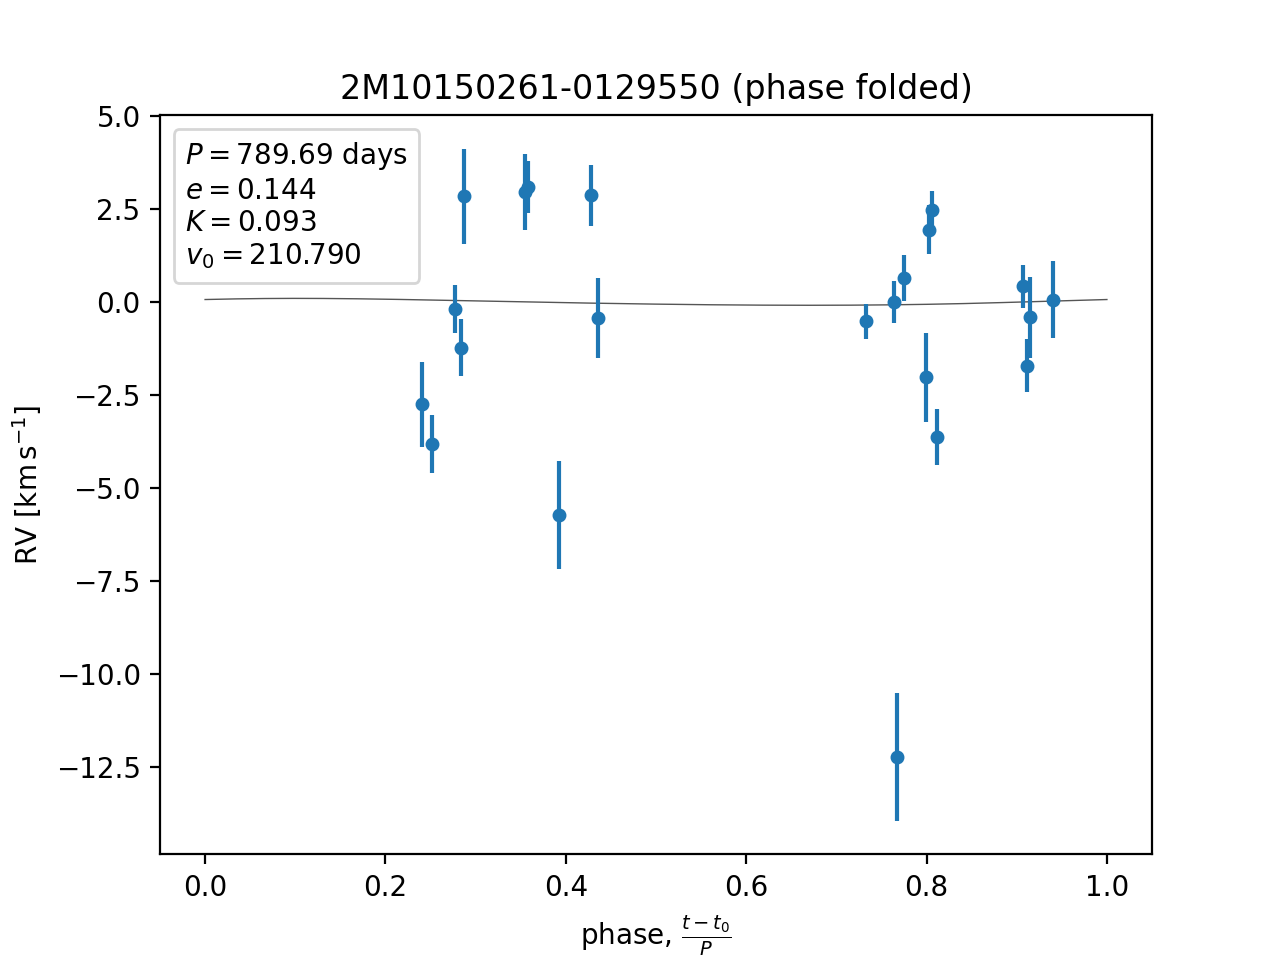 2M10150261-0129550 (phase folded)
P = 789.69 days
e = 0.144
K = 0.093
v₀ = 210.790
5.0
2.5
0.0
−2.5
−5.0
−7.5
−10.0
−12.5
RV [km s⁻¹]
0.0 0.2 0.4 0.6 0.8 1.0
phase, (t − t₀)/P